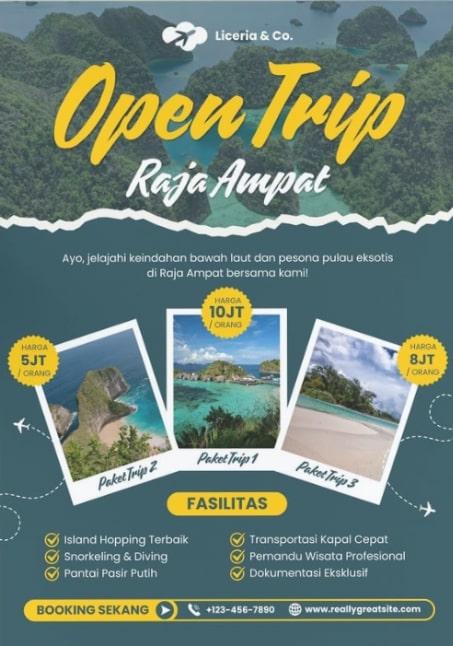 Liceria & Co.
Open Trip
Raja Ampat
Ayo, jelajahi keindahan bawah laut dan pesona pulau eksotis
di Raja Ampat bersama kami!
HARGA
5JT
/ ORANG
HARGA
10JT
/ ORANG
HARGA
8JT
/ ORANG
Paket Trip 2
Paket Trip 1
Paket Trip 3
FASILITAS
Island Hopping Terbaik
Snorkeling & Diving
Pantai Pasir Putih
Transportasi Kapal Cepat
Pemandu Wisata Profesional
Dokumentasi Eksklusif
BOOKING SEKANG
+123-456-7890
www.reallygreatsite.com